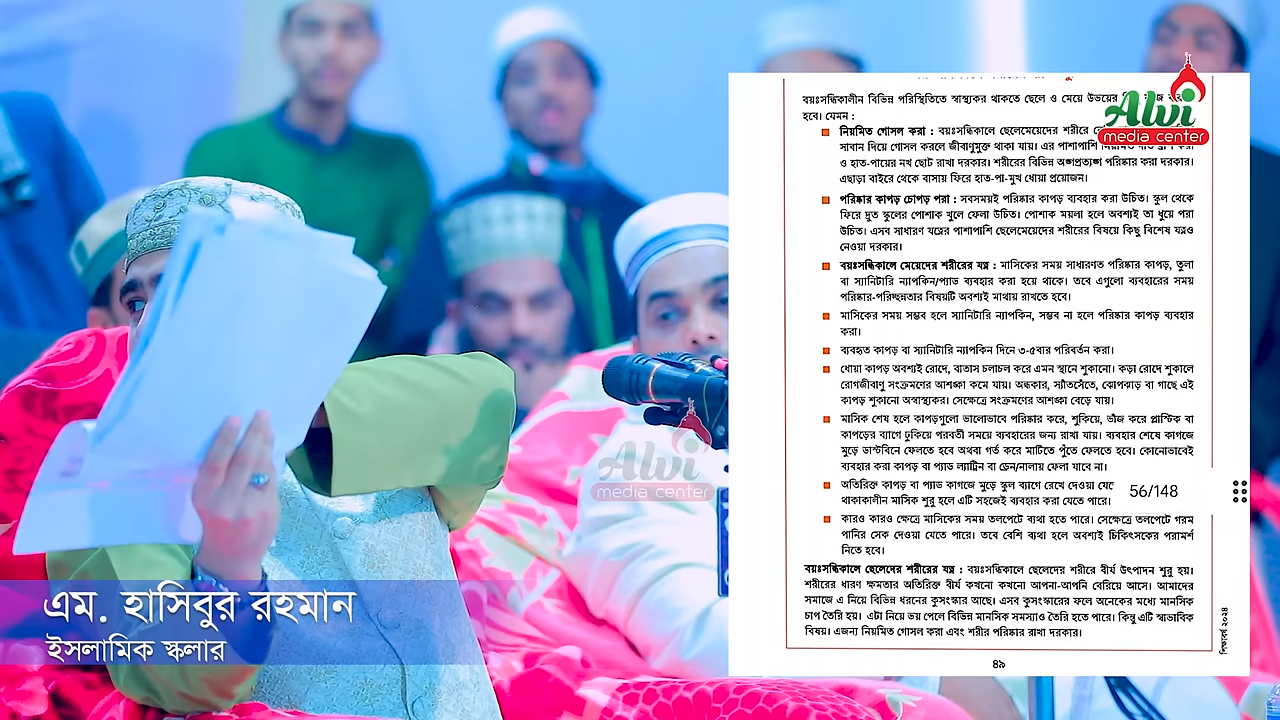 বয়ঃসন্ধিকালীন বিভিন্ন পরিস্থিতিতে স্বাস্থ্যকর থাকতে ছেলে ও মেয়ে উভয়ের
হবে। যেমন :
নিয়মিত গোসল করা : বয়ঃসন্ধিকালে ছেলেমেয়েদের শরীরে
সাবান দিয়ে গোসল করলে জীবাণুমুক্ত থাকা যায়। এর পাশাপাশি নিয়মিত
ও হাত-পায়ের নখ ছোট রাখা দরকার। শরীরের বিভিন্ন অঙ্গপ্রত্যঙ্গ পরিষ্কার করা দরকার।
এছাড়া বাইরে থেকে বাসায় ফিরে হাত-পা-মুখ ধোয়া প্রয়োজন।
পরিষ্কার কাপড় চোপড় পরা : সবসময়ই পরিষ্কার কাপড় ব্যবহার করা উচিত। স্কুল থেকে
ফিরে দ্রুত স্কুলের পোশাক খুলে ফেলা উচিত। পোশাক ময়লা হলে অবশ্যই তা ধুয়ে পরা
উচিত। এসব সাধারণ যত্নের পাশাপাশি ছেলেমেয়েদের শরীরের বিষয়ে কিছু বিশেষ যত্নও
নেওয়া দরকার।
বয়ঃসন্ধিকালে মেয়েদের শরীরের যত্ন : মাসিকের সময় সাধারণত পরিষ্কার কাপড়, তুলা
বা স্যানিটারি ন্যাপকিন/প্যাড ব্যবহার করা হয়ে থাকে। তবে এগুলো ব্যবহারের সময়
পরিষ্কার-পরিচ্ছন্নতার বিষয়টি অবশ্যই মাথায় রাখতে হবে।
মাসিকের সময় সম্ভব হলে স্যানিটারি ন্যাপকিন, সম্ভব না হলে পরিষ্কার কাপড় ব্যবহার
করা।
ব্যবহৃত কাপড় বা স্যানিটারি ন্যাপকিন দিনে ৩-৫বার পরিবর্তন করা।
ধোয়া কাপড় অবশ্যই রোদে, বাতাস চলাচল করে এমন স্থানে শুকানো। কড়া রোদে শুকালে
রোগজীবাণু সংক্রমণের আশঙ্কা কমে যায়। অন্ধকার, স্যাঁতসেঁতে, ঝোপঝাড় বা গাছে এই
কাপড় শুকানো অস্বাস্থ্যকর। সেক্ষেত্রে সংক্রমণের আশঙ্কা বেড়ে যায়।
মাসিক শেষ হলে কাপড়গুলো ভালোভাবে পরিষ্কার করে, শুকিয়ে, ভাঁজ করে প্লাস্টিক বা
কাপড়ের ব্যাগে ঢুকিয়ে পরবর্তী সময়ে ব্যবহারের জন্য রাখা যায়। ব্যবহার শেষে কাগজে
মুড়ে ডাস্টবিনে ফেলতে হবে অথবা গর্ত করে মাটিতে পুঁতে ফেলতে হবে। কোনোভাবেই
ব্যবহার করা কাপড় বা প্যাড ল্যাট্রিন বা ড্রেন/নালায় ফেলা যাবে না।
অতিরিক্ত কাপড় বা প্যাড কাগজে মুড়ে স্কুল ব্যাগে রেখে দেওয়া
থাকাকালীন মাসিক শুরু হলে এটি সহজেই ব্যবহার করা যেতে পারে।
56/148
কারও কারও ক্ষেত্রে মাসিকের সময় তলপেটে ব্যথা হতে পারে। সেক্ষেত্রে তলপেটে গরম
পানির সেক দেওয়া যেতে পারে। তবে বেশি ব্যথা হলে অবশ্যই চিকিৎসকের পরামর্শ
নিতে হবে।
বয়ঃসন্ধিকালে ছেলেদের শরীরের যত্ন : বয়ঃসন্ধিকালে ছেলেদের শরীরে বীর্য উৎপাদন শুরু হয়।
শরীরের ধারণ ক্ষমতার অতিরিক্ত বীর্য কখনো কখনো আপনা-আপনি বেরিয়ে আসে। আমাদের
সমাজে এ নিয়ে বিভিন্ন ধরনের কুসংস্কার আছে। এসব কুসংস্কারের ফলে অনেকের মধ্যে মানসিক
চাপ তৈরি হয়। এটা নিয়ে ভয় পেলে বিভিন্ন মানসিক সমস্যাও তৈরি হতে পারে। কিন্তু এটি স্বাভাবিক
বিষয়। এজন্য নিয়মিত গোসল করা এবং শরীর পরিষ্কার রাখা দরকার।
৪৯
শিক্ষাবর্ষ ২০২৪
Alvi
media center
Alvi
media center
এম. হাসিবুর রহমান
ইসলামিক স্কলার